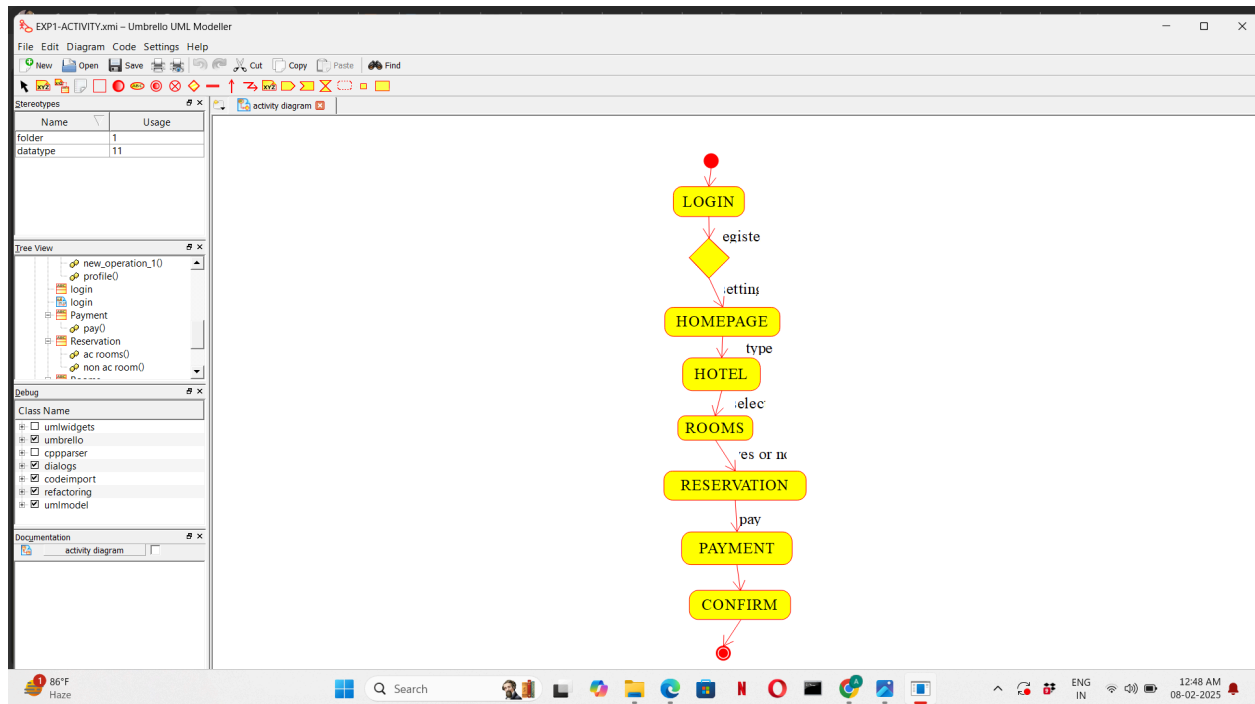 EXP1-ACTIVITY.xmi – Umbrello UML Modeller
File Edit Diagram Code Settings Help
New Open Save Cut Copy Paste Find
Stereotypes
Name Usage
folder 1
datatype 11
activity diagram
Tree View
new_operation_1()
profile()
login
login
Payment
pay()
Reservation
ac rooms()
non ac room()
Debug
Class Name
umlwidgets
umbrello
cppparser
dialogs
codeimport
refactoring
umlmodel
Documentation
activity diagram
LOGIN
egiste
etting
HOMEPAGE
type
HOTEL
elec
ROOMS
es or no
RESERVATION
pay
PAYMENT
CONFIRM
1
86°F
Haze
Search
ENG
IN
12:48 AM
08-02-2025